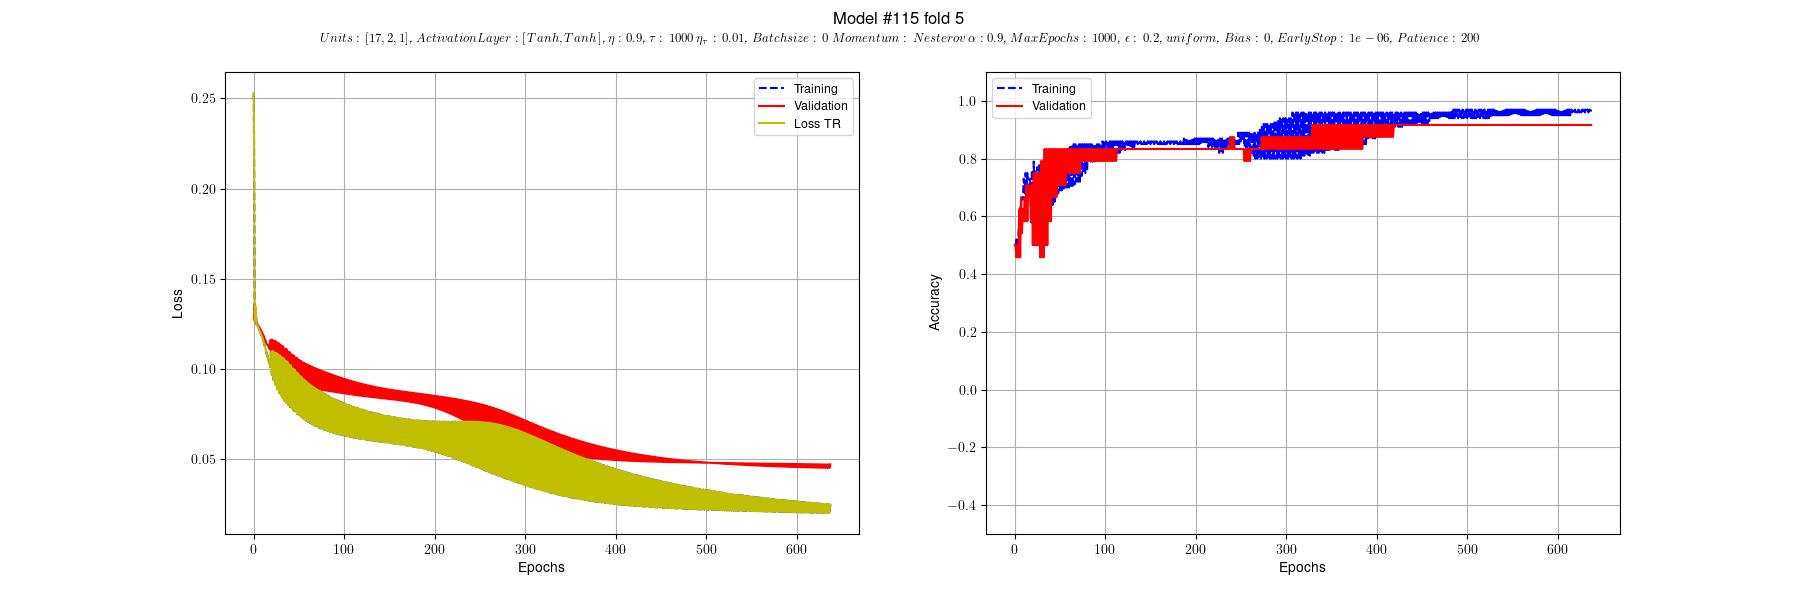 Model #115 fold 5
Units : [17, 2, 1], ActivationLayer : [Tanh, Tanh], η : 0.9, τ : 1000 η_τ : 0.01, Batchsize : 0 Momentum : Nesterov α : 0.9, MaxEpochs : 1000, ϵ : 0.2, uniform, Bias : 0, EarlyStop : 1e − 06, Patience : 200
Training
Validation
Loss TR
0.25
0.20
0.15
0.10
0.05
Loss
0 100 200 300 400 500 600
Epochs
Training
Validation
1.0
0.8
0.6
0.4
0.2
0.0
−0.2
−0.4
Accuracy
0 100 200 300 400 500 600
Epochs